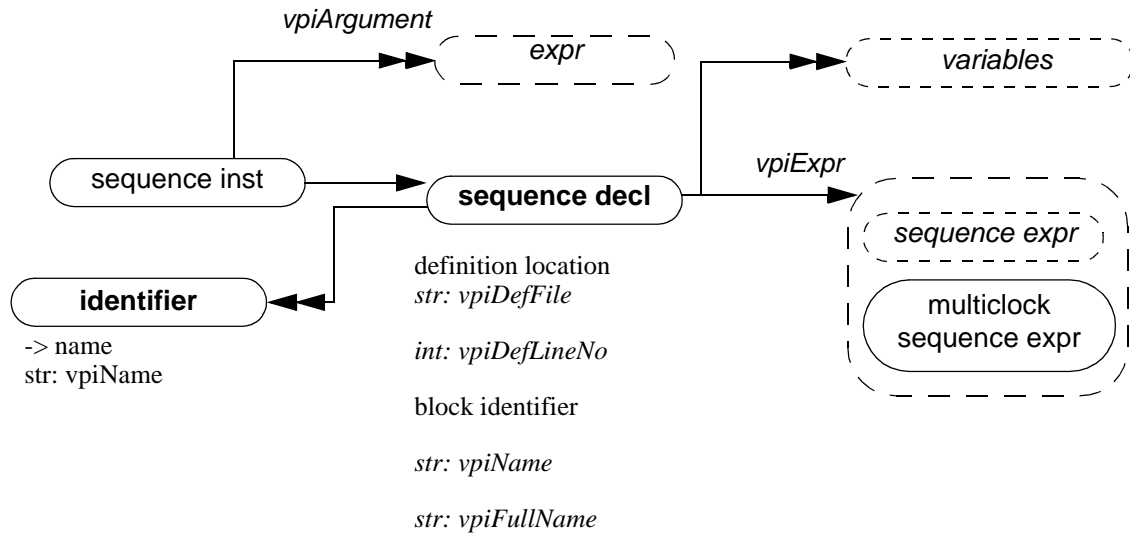 vpiArgument
expr
variables
sequence inst
vpiExpr
sequence decl
sequence expr
definition location
str: vpiDefFile
identifier
multiclock
sequence expr
-> name
str: vpiName
int: vpiDefLineNo
block identifier
str: vpiName
str: vpiFullName